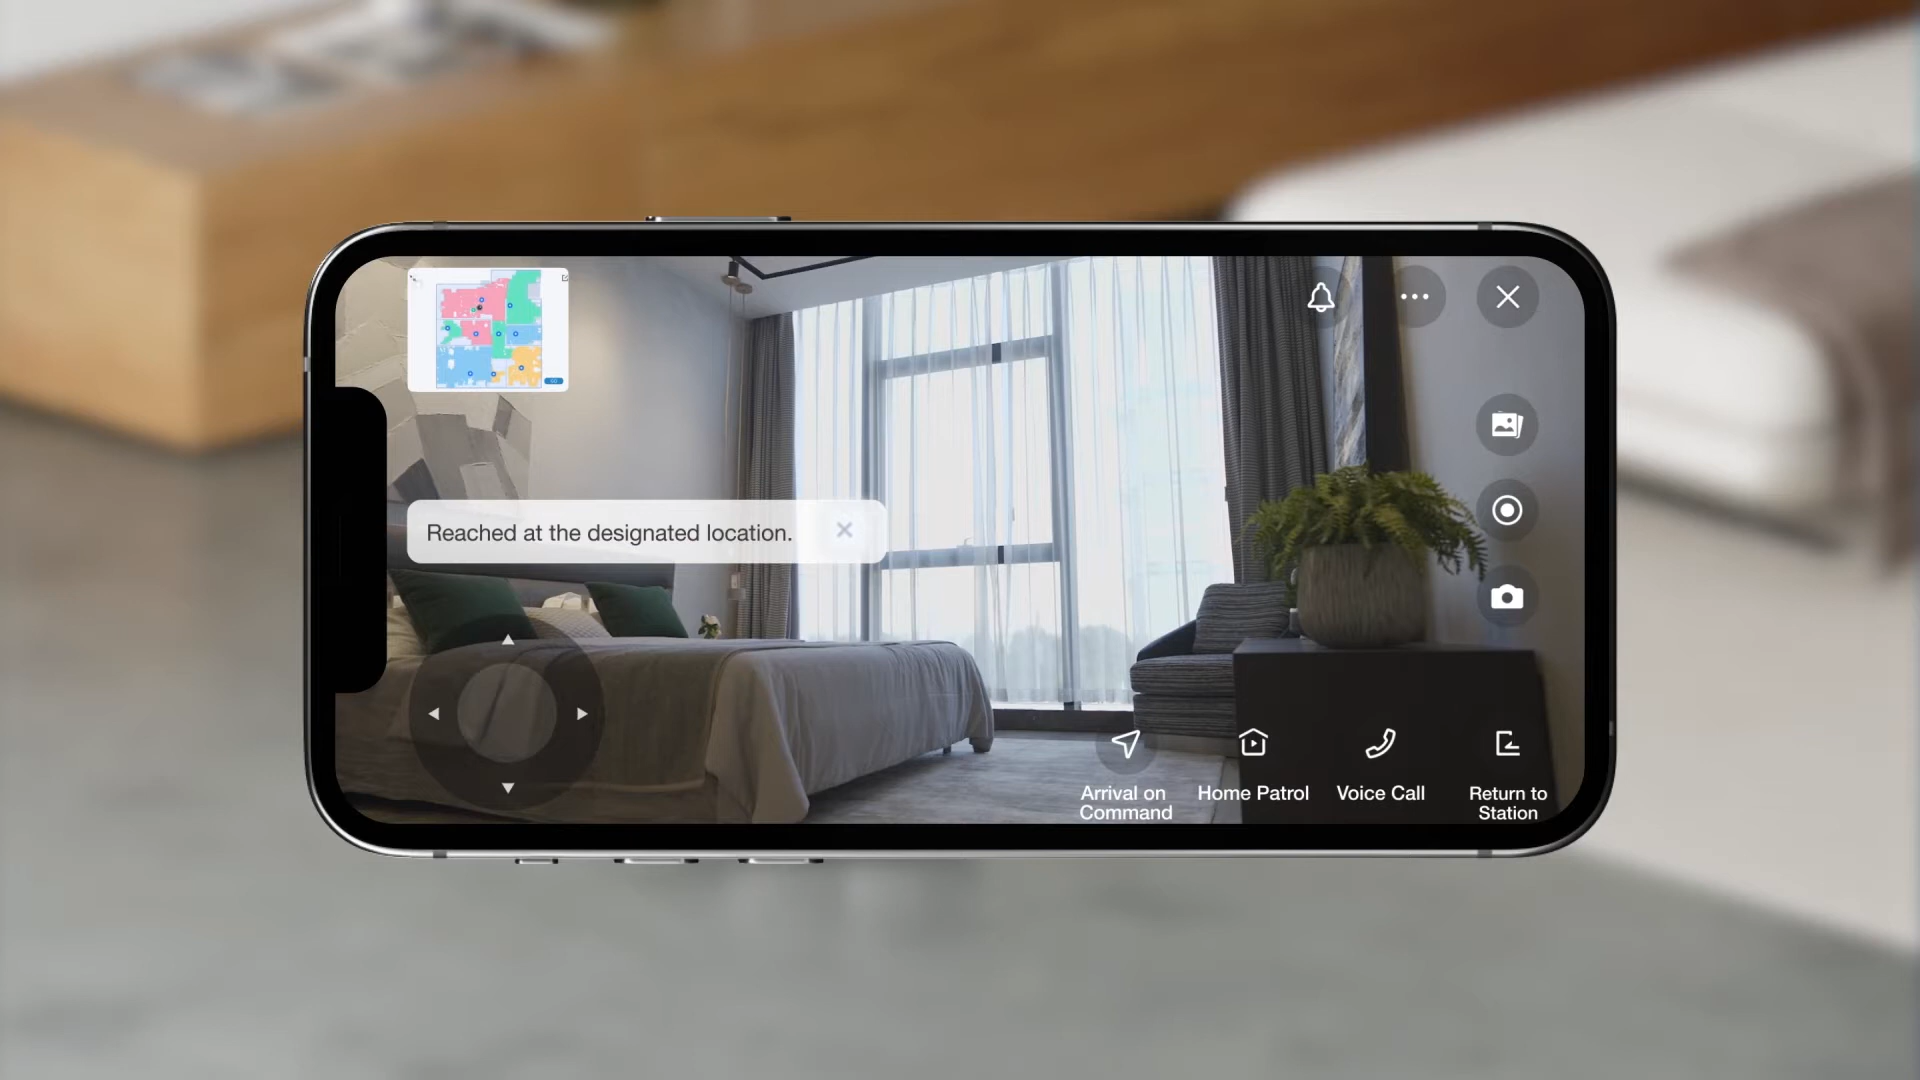 Reached at the designated location.
Arrival on
Command
Home Patrol
Voice Call
Return to
Station